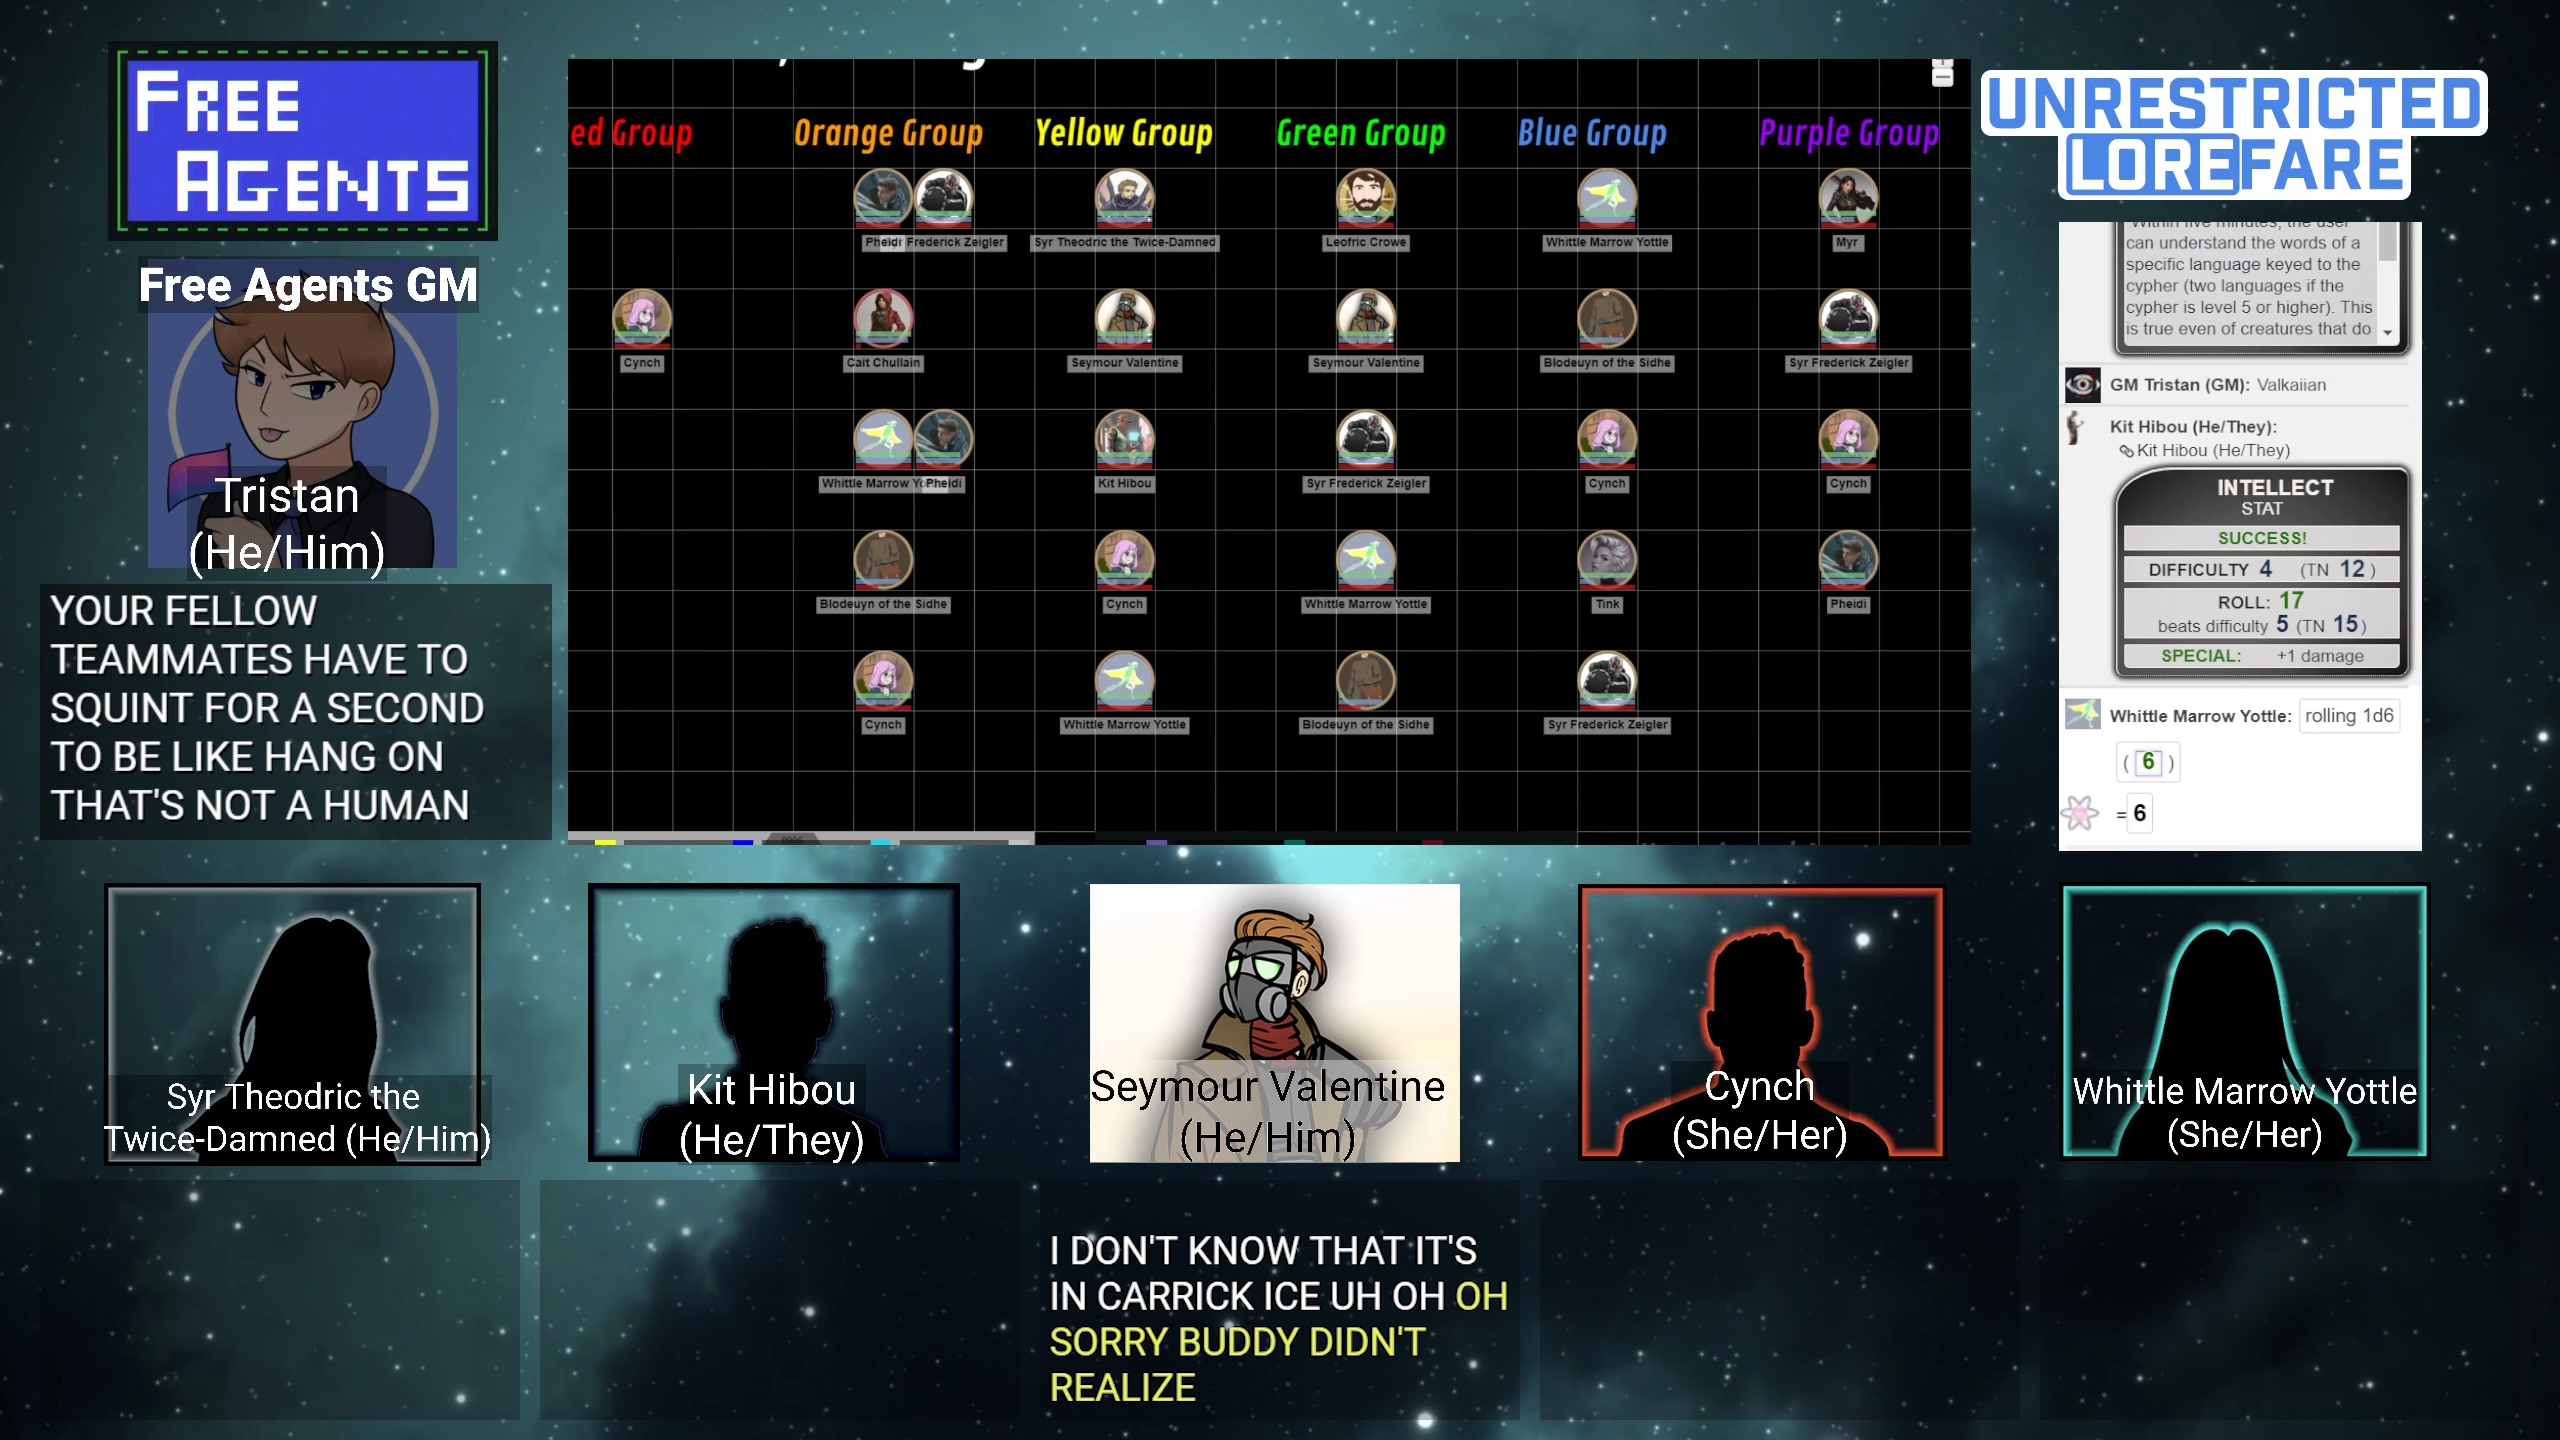 FREE
AGENTS
Free Agents GM
Tristan
(He/Him)
YOUR FELLOW
TEAMMATES HAVE TO
SQUINT FOR A SECOND
TO BE LIKE HANG ON
THAT'S NOT A HUMAN
ed Group
Orange Group
Yellow Group
Green Group
Blue Group
Purple Group
Pheidi
Frederick Zeigler
Syr Theodric the Twice-Damned
Leofric Crowe
Whittle Marrow Yottle
Myr
Cynch
Cait Chullain
Seymour Valentine
Seymour Valentine
Blodeuyn of the Sidhe
Syr Frederick Zeigler
Whittle Marrow Yo
Pheidi
Kit Hibou
Syr Frederick Zeigler
Cynch
Cynch
Blodeuyn of the Sidhe
Cynch
Whittle Marrow Yottle
Tink
Pheidi
Cynch
Whittle Marrow Yottle
Blodeuyn of the Sidhe
Syr Frederick Zeigler
UNRESTRICTED
LOREFARE
Within five minutes, the user
can understand the words of a
specific language keyed to the
cypher (two languages if the
cypher is level 5 or higher). This
is true even of creatures that do
GM Tristan (GM): Valkaiian
Kit Hibou (He/They):
Kit Hibou (He/They)
INTELLECT
STAT
SUCCESS!
DIFFICULTY 4 (TN 12 )
ROLL: 17
beats difficulty 5 (TN 15)
SPECIAL: +1 damage
Whittle Marrow Yottle: rolling 1d6
( 6 )
= 6
Syr Theodric the
Twice-Damned (He/Him)
Kit Hibou
(He/They)
Seymour Valentine
(He/Him)
Cynch
(She/Her)
Whittle Marrow Yottle
(She/Her)
I DON'T KNOW THAT IT'S
IN CARRICK ICE UH OH OH
SORRY BUDDY DIDN'T
REALIZE